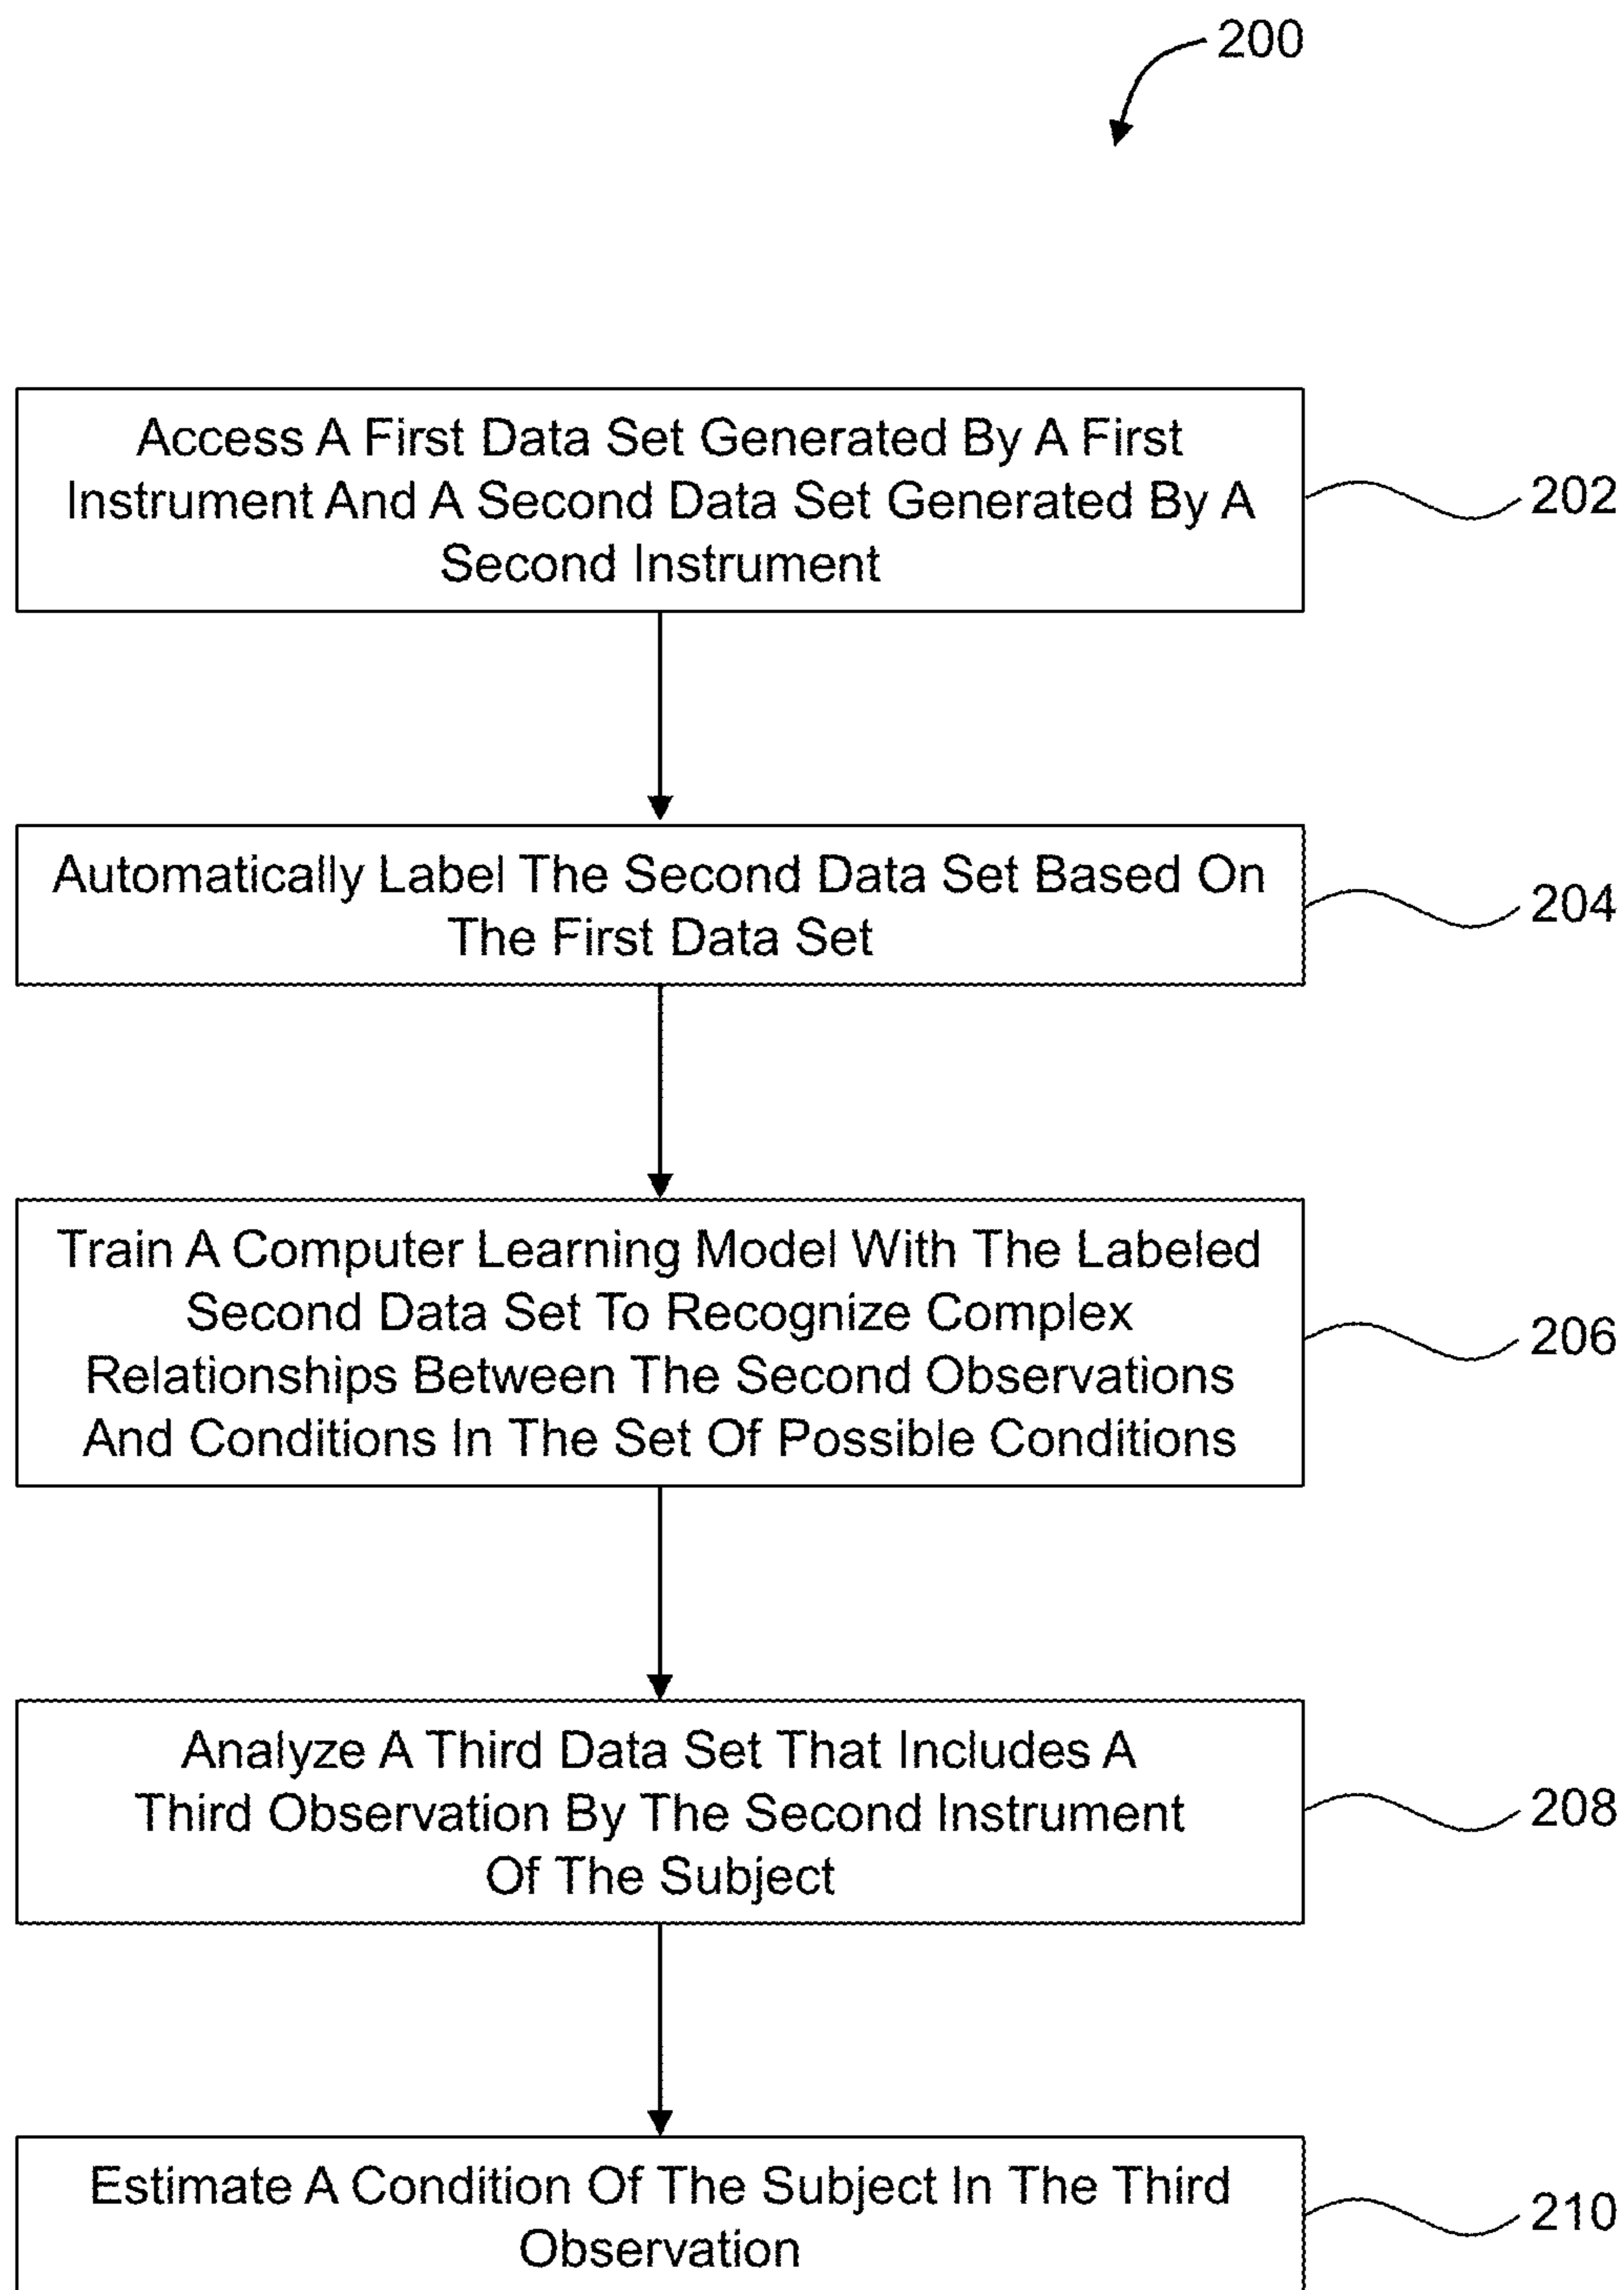 200
Access A First Data Set Generated By A First
Instrument And A Second Data Set Generated By A
Second Instrument
202
Automatically Label The Second Data Set Based On
The First Data Set
204
Train A Computer Learning Model With The Labeled
Second Data Set To Recognize Complex
Relationships Between The Second Observations
And Conditions In The Set Of Possible Conditions
206
Analyze A Third Data Set That Includes A
Third Observation By The Second Instrument
Of The Subject
208
Estimate A Condition Of The Subject In The Third
Observation
210